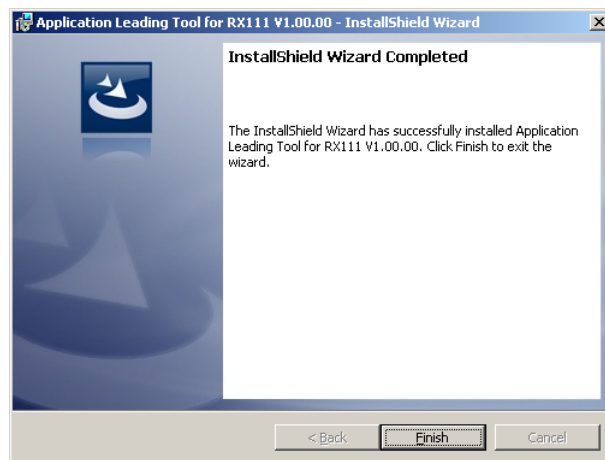 Application Leading Tool for RX111 V1.00.00 - InstallShield Wizard
InstallShield Wizard Completed
The InstallShield Wizard has successfully installed Application
Leading Tool for RX111 V1.00.00. Click Finish to exit the
wizard.
< Back
Finish
Cancel